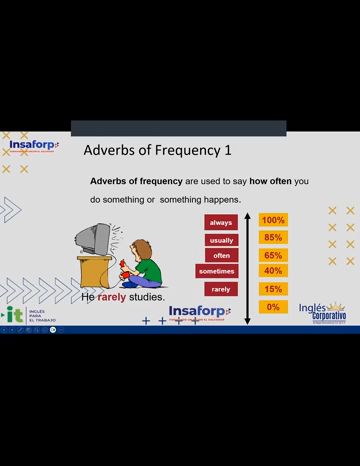 Insaforp
Adverbs of Frequency 1
Adverbs of frequency are used to say how often you
do something or something happens.
always 100%
usually 85%
often 65%
sometimes 40%
rarely 15%
0%
He rarely studies.
it INGLÉS
PARA
EL TRABAJO
Insaforp
Inglés
Corporativo